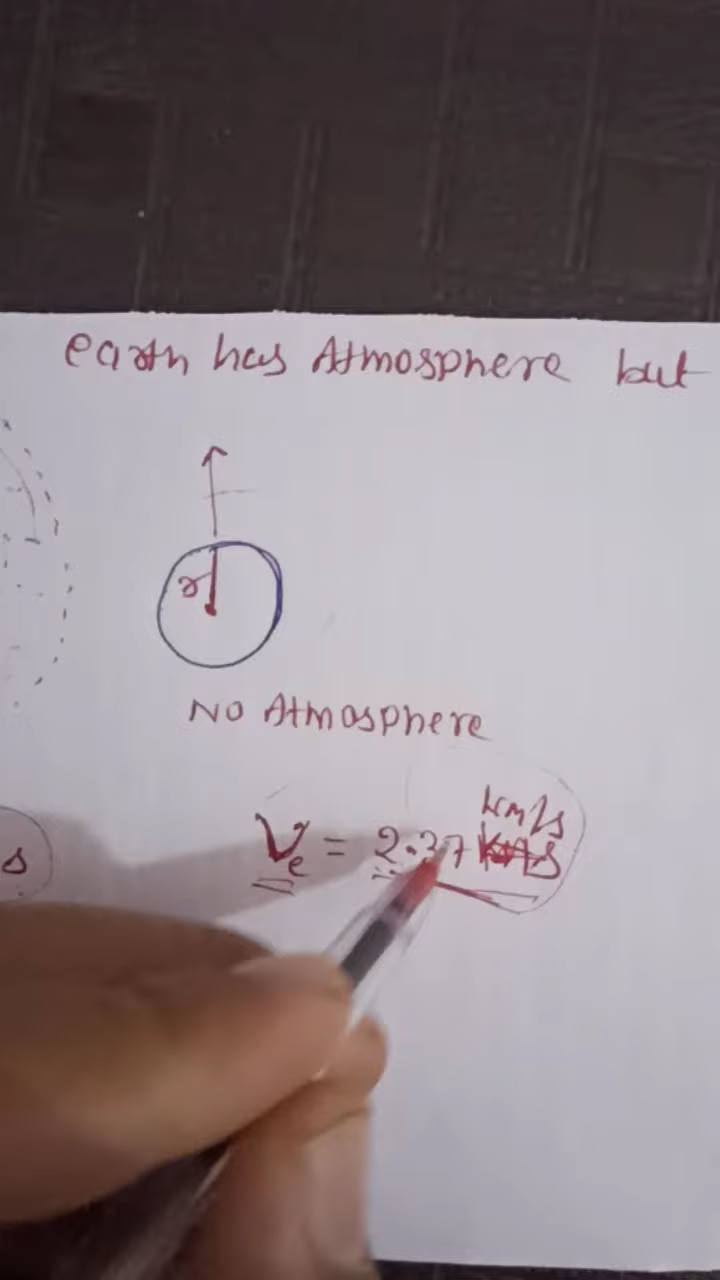 earth has Atmosphere but
r
NO Atmosphere
km/s
Ve = 2.37
s